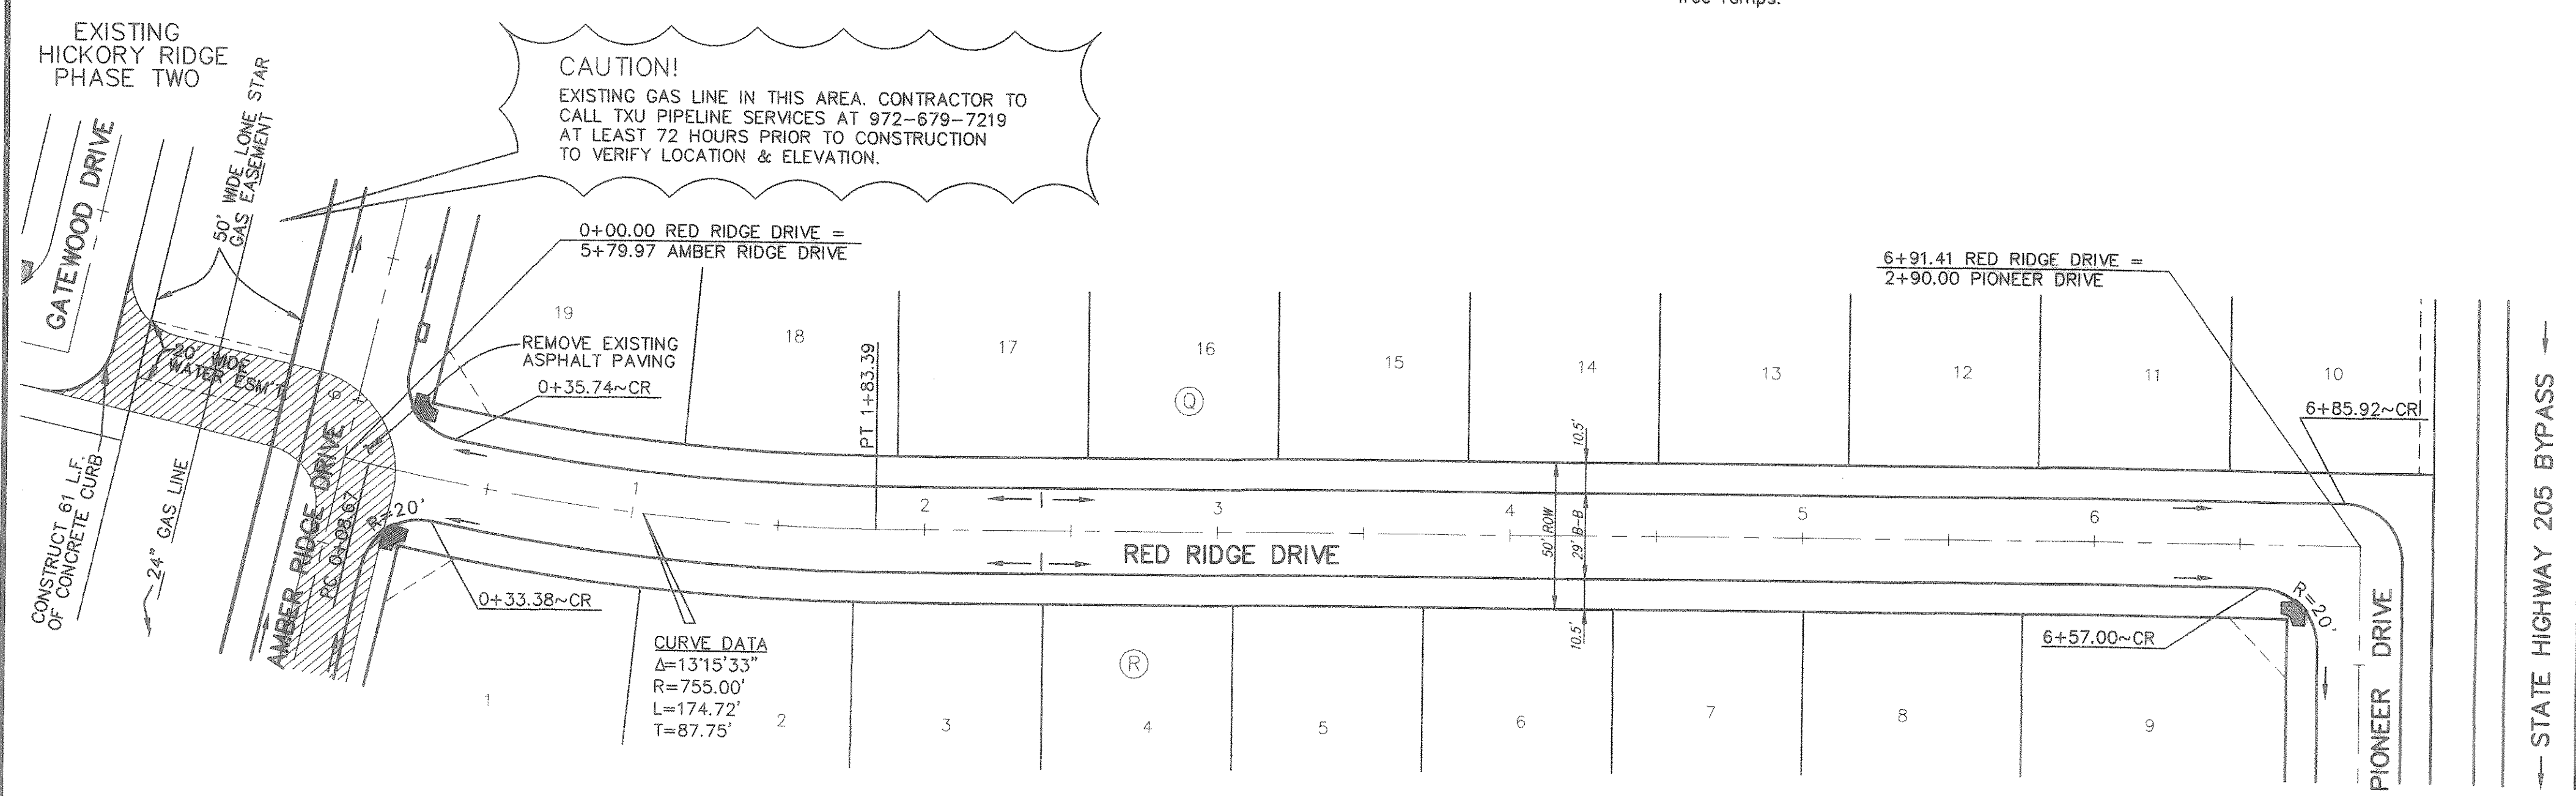 EXISTING
HICKORY RIDGE
PHASE TWO
GATEWOOD DRIVE
50' WIDE LONE STAR
GAS EASEMENT
CAUTION!
EXISTING GAS LINE IN THIS AREA. CONTRACTOR TO
CALL TXU PIPELINE SERVICES AT 972-679-7219
AT LEAST 72 HOURS PRIOR TO CONSTRUCTION
TO VERIFY LOCATION & ELEVATION.
0+00.00 RED RIDGE DRIVE =
5+79.97 AMBER RIDGE DRIVE
6+91.41 RED RIDGE DRIVE =
2+90.00 PIONEER DRIVE
20' WIDE
WATER ESM'T
REMOVE EXISTING
ASPHALT PAVING
0+35.74~CR
19
18
PT 1+83.39
17
16
Q
15
14
13
12
11
10
6+85.92~CR
CONSTRUCT 61 L.F.
OF CONCRETE CURB
24" GAS LINE
AMBER RIDGE DRIVE
6
PC 0+08.67
R=20'
0+33.38~CR
1
2
3
4
5
6
RED RIDGE DRIVE
10.5'
50' ROW
29' B-B
10.5'
CURVE DATA
Δ=13°15'33"
R=755.00'
L=174.72'
T=87.75'
1
2
3
R
4
5
6
7
8
9
6+57.00~CR
R=20'
PIONEER DRIVE
STATE HIGHWAY 205 BYPASS